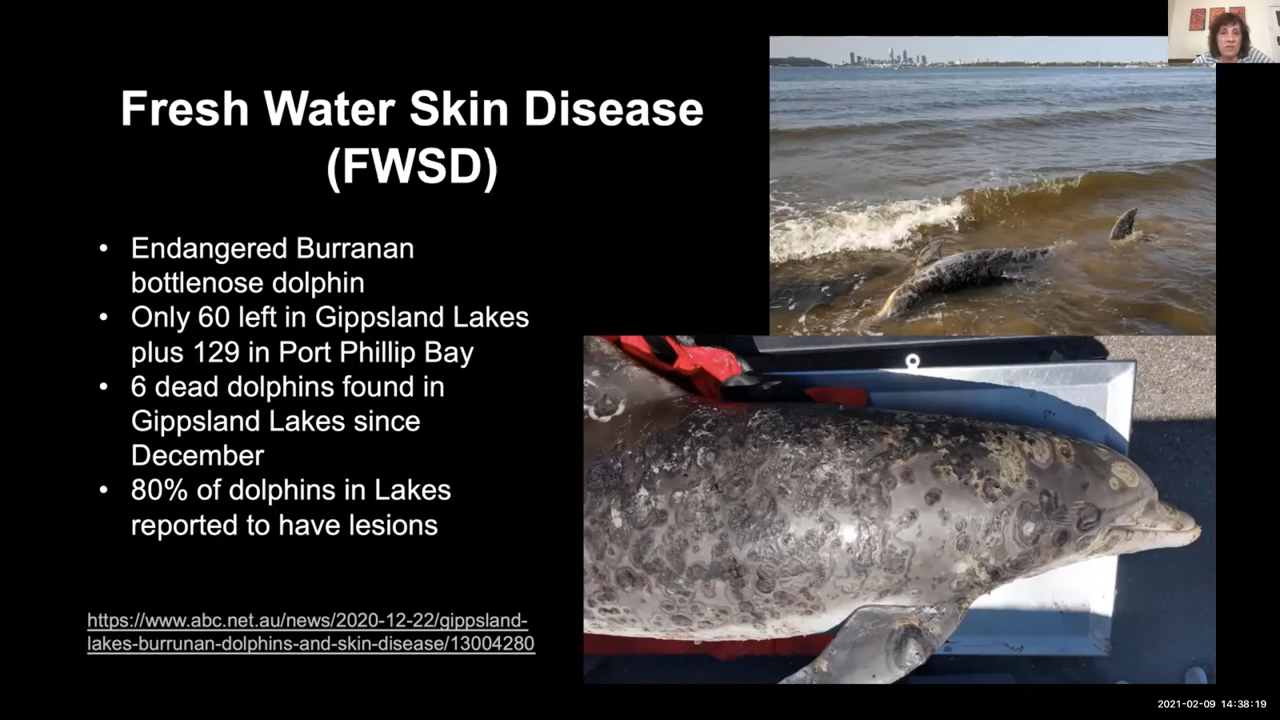 Fresh Water Skin Disease
(FWSD)
• Endangered Burranan
bottlenose dolphin
• Only 60 left in Gippsland Lakes
plus 129 in Port Phillip Bay
• 6 dead dolphins found in
Gippsland Lakes since
December
• 80% of dolphins in Lakes
reported to have lesions
https://www.abc.net.au/news/2020-12-22/gippsland-
lakes-burrunan-dolphins-and-skin-disease/13004280
2021-02-09 14:38:19